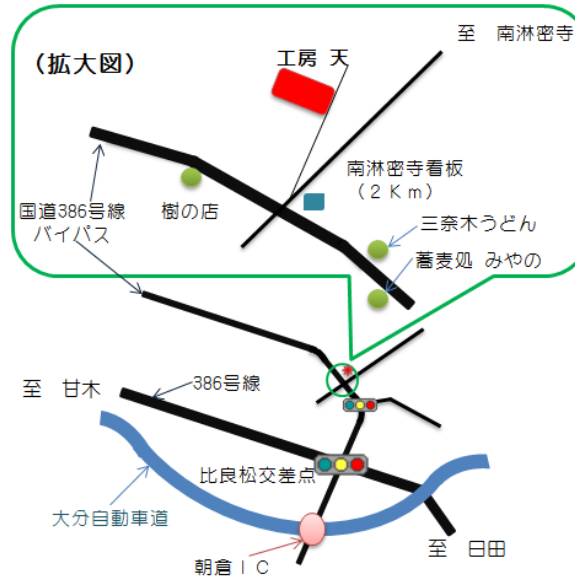 至 南淋密寺
（拡大図）
工房 天
南淋密寺看板
（２Ｋｍ）
国道386号線
バイパス
樹の店
三奈木うどん
蕎麦処 みやの
386号線
至 甘木
比良松交差点
大分自動車道
至 日田
朝倉ＩＣ